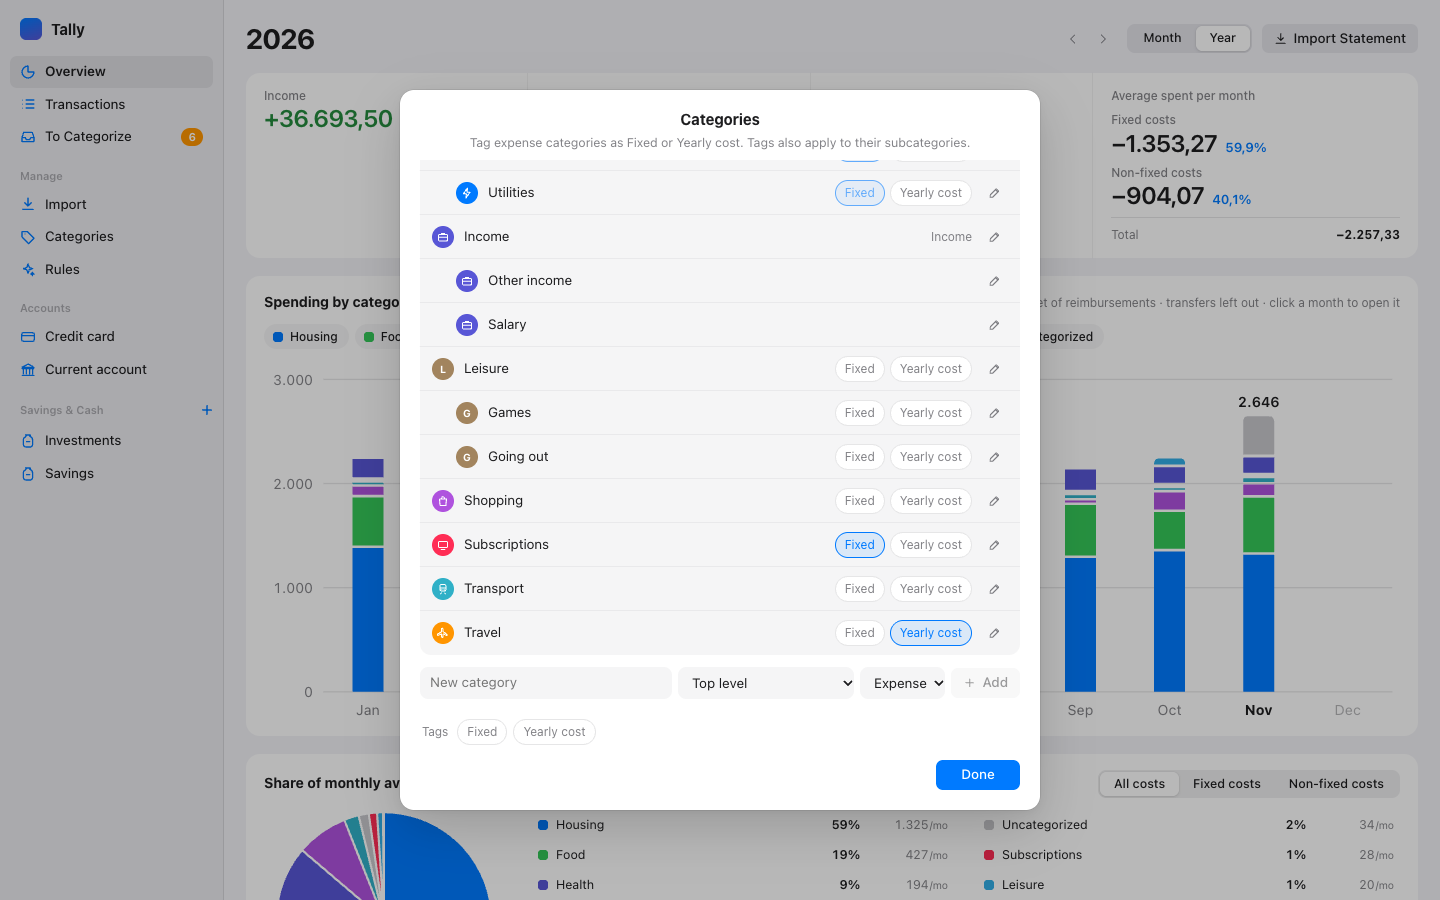 Tally
Overview
Transactions
To Categorize 6
Manage
Import
Categories
Rules
Accounts
Credit card
Current account
Savings & Cash
Investments
Savings
2026
Month Year Import Statement
Income
+36.693,50
Average spent per month
Fixed costs
−1.353,27 59,9%
Non-fixed costs
−904,07 40,1%
Total −2.257,33
Categories
Tag expense categories as Fixed or Yearly cost. Tags also apply to their subcategories.
Utilities Fixed Yearly cost
Income Income
Other income
Salary
L Leisure Fixed Yearly cost
G Games Fixed Yearly cost
G Going out Fixed Yearly cost
Shopping Fixed Yearly cost
Subscriptions Fixed Yearly cost
Transport Fixed Yearly cost
Travel Fixed Yearly cost
New category Top level Expense + Add
Tags Fixed Yearly cost
Done
of reimbursements · transfers left out · click a month to open it
Spending by
Housing
3.000
2.000
1.000
0
2.646
Jan Sep Oct Nov Dec
Share of monthly
All costs Fixed costs Non-fixed costs
Housing 59% 1.325/mo
Food 19% 427/mo
Health 9% 194/mo
Uncategorized 2% 34/mo
Subscriptions 1% 28/mo
Leisure 1% 20/mo